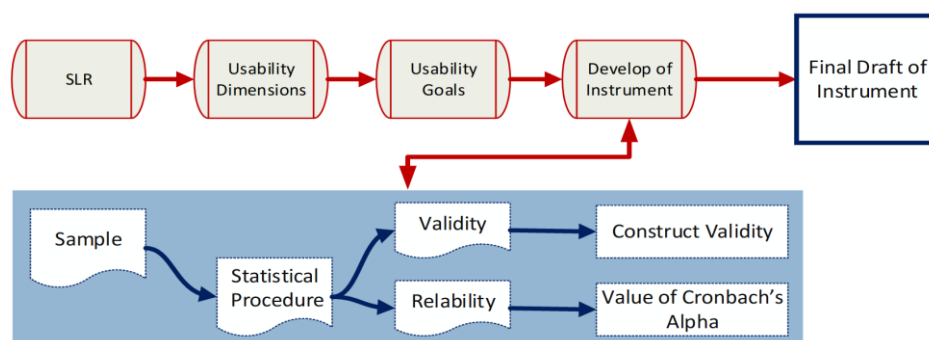 SLR
Usability
Dimensions
Usability
Goals
Develop of
Instrument
Final Draft of
Instrument
Sample
Statistical
Procedure
Validity
Construct Validity
Relability
Value of Cronbach's
Alpha